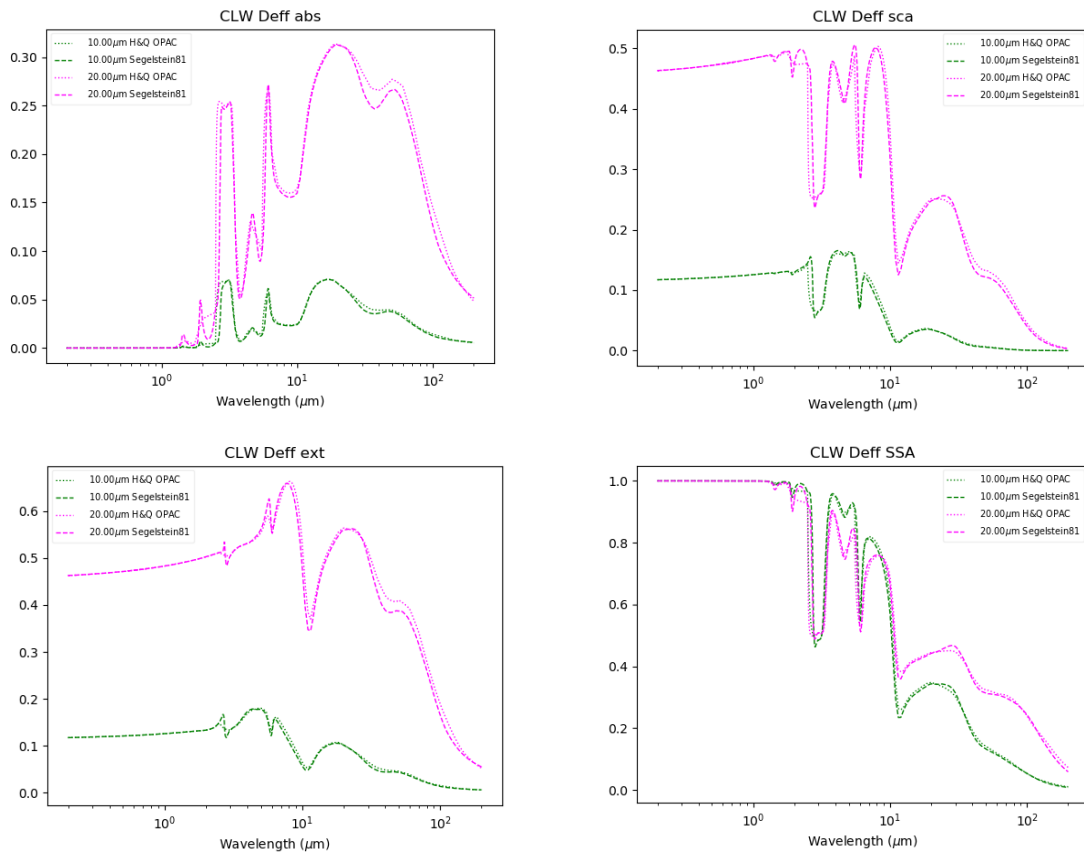 CLW Deff abs
10.00μm H&Q OPAC
10.00μm Segelstein81
20.00μm H&Q OPAC
20.00μm Segelstein81
0.30
0.25
0.20
0.15
0.10
0.05
0.00
10⁰
10¹
10²
Wavelength (μm)
CLW Deff sca
10.00μm H&Q OPAC
10.00μm Segelstein81
20.00μm H&Q OPAC
20.00μm Segelstein81
0.5
0.4
0.3
0.2
0.1
0.0
10⁰
10¹
10²
Wavelength (μm)
CLW Deff ext
10.00μm H&Q OPAC
10.00μm Segelstein81
20.00μm H&Q OPAC
20.00μm Segelstein81
0.6
0.5
0.4
0.3
0.2
0.1
0.0
10⁰
10¹
10²
Wavelength (μm)
CLW Deff SSA
10.00μm H&Q OPAC
10.00μm Segelstein81
20.00μm H&Q OPAC
20.00μm Segelstein81
1.0
0.8
0.6
0.4
0.2
0.0
10⁰
10¹
10²
Wavelength (μm)